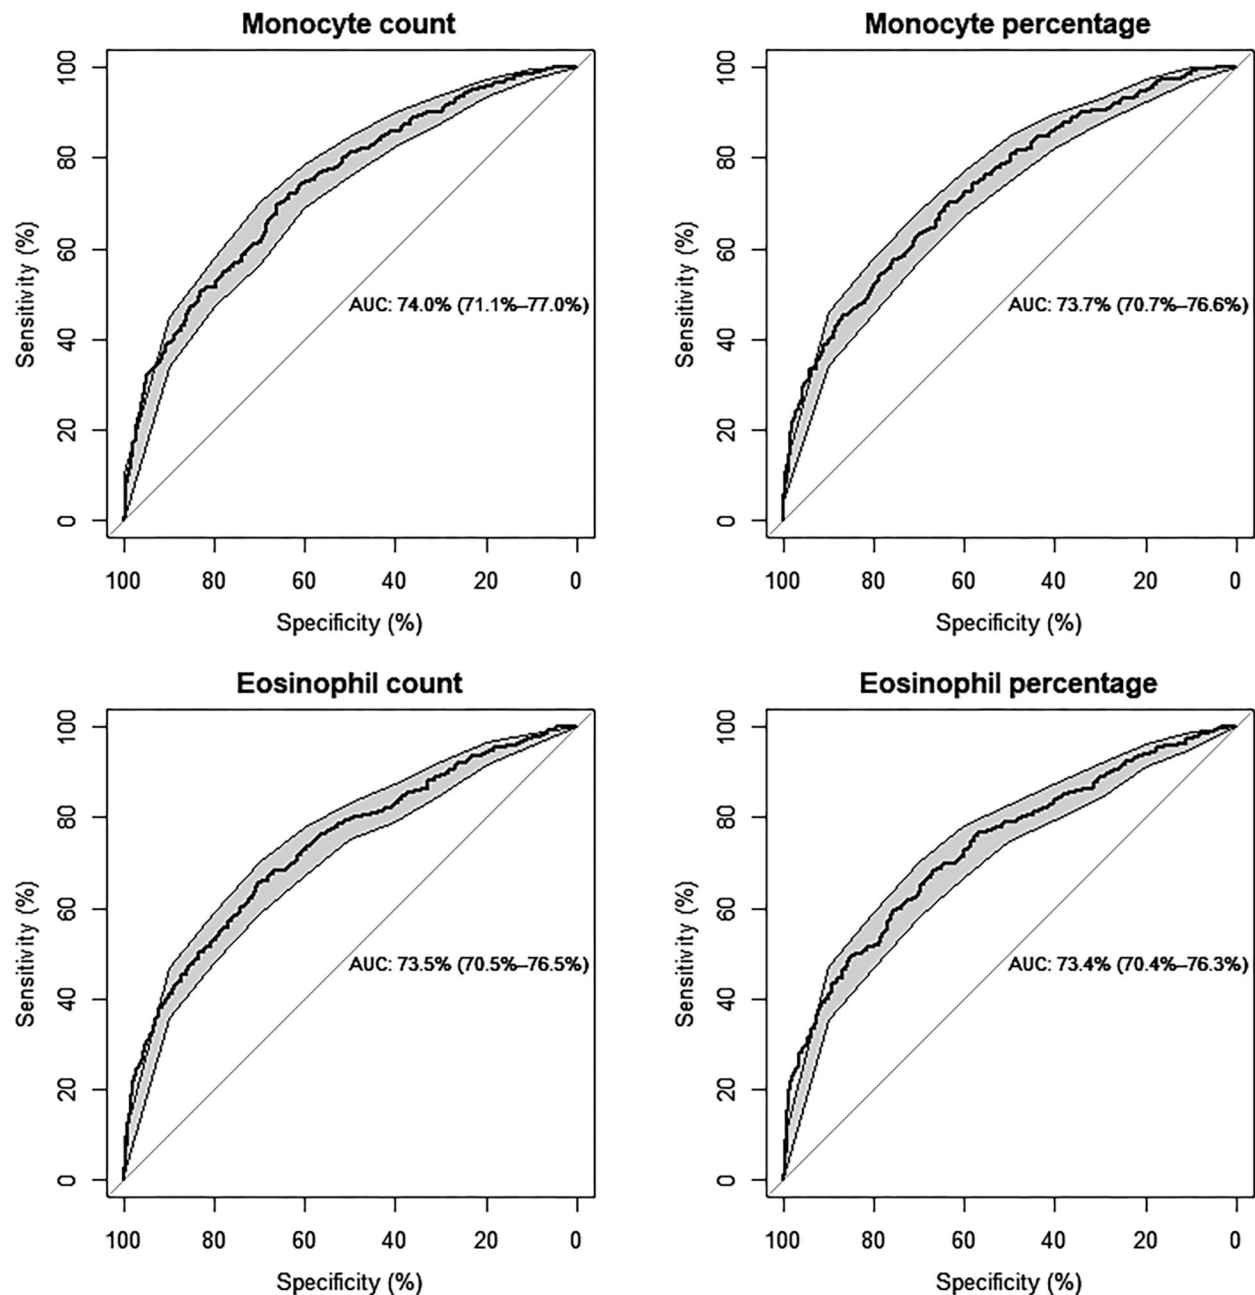 Monocyte count
Monocyte percentage
Sensitivity (%)
100
80
60
40
20
0
AUC: 74.0% (71.1%–77.0%)
100 80 60 40 20 0
Specificity (%)
Sensitivity (%)
100
80
60
40
20
0
AUC: 73.7% (70.7%–76.6%)
100 80 60 40 20 0
Specificity (%)
Eosinophil count
Eosinophil percentage
Sensitivity (%)
100
80
60
40
20
0
AUC: 73.5% (70.5%–76.5%)
100 80 60 40 20 0
Specificity (%)
Sensitivity (%)
100
80
60
40
20
0
AUC: 73.4% (70.4%–76.3%)
100 80 60 40 20 0
Specificity (%)